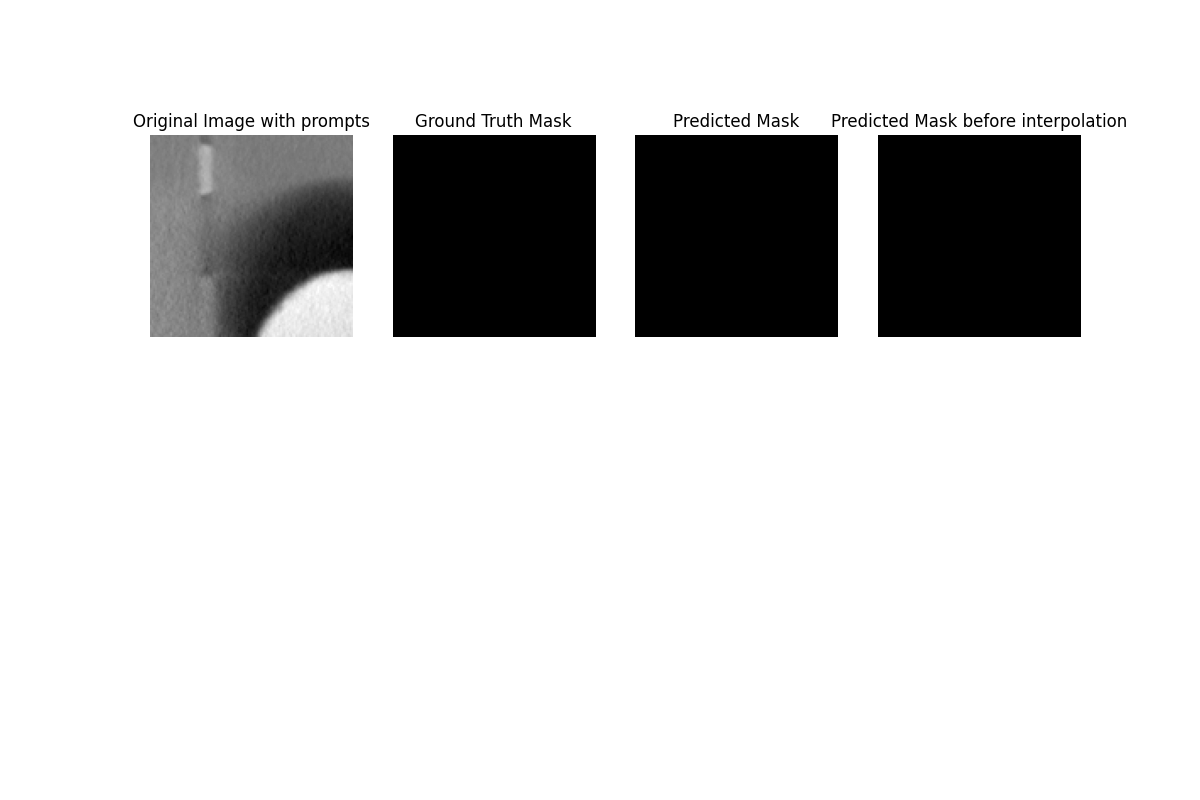 Original Image with prompts
Ground Truth Mask
Predicted Mask
Predicted Mask before interpolation